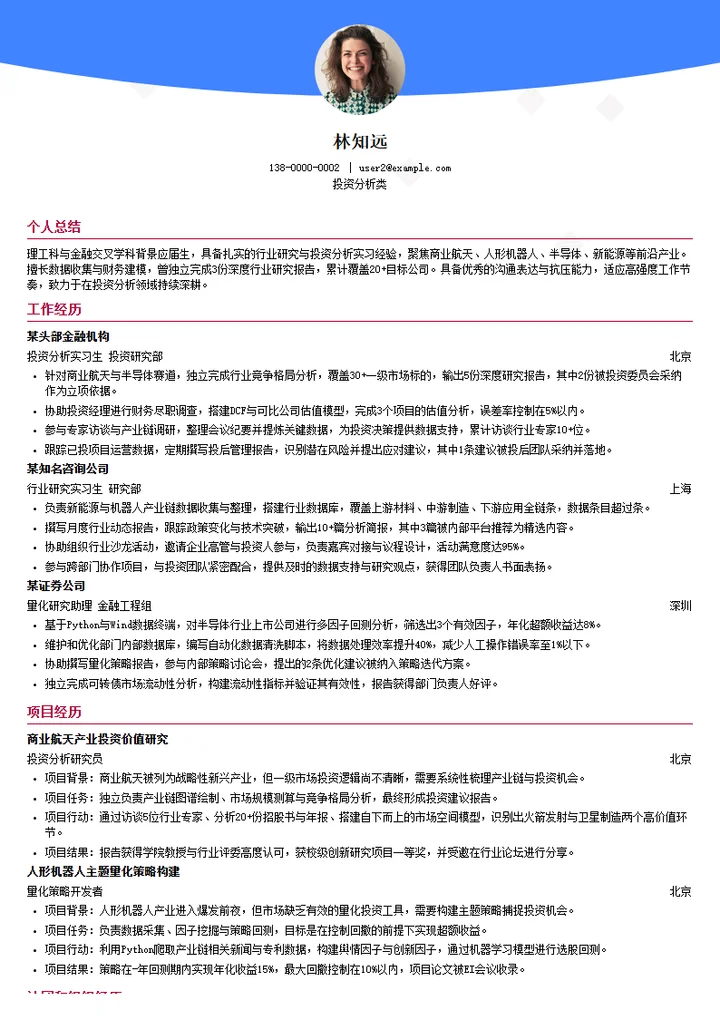 林知远
138-0000-0002 | user2@example.com
投资分析类
个人总结
理工科与金融交叉学科背景应届生，具备扎实的行业研究与投资分析实习经验，聚焦商业航天、人形机器人、半导体、新能源等前沿产业。
擅长数据收集与财务建模，曾独立完成3份深度行业研究报告，累计覆盖20+目标公司。具备优秀的沟通表达与抗压能力，适应高强度工作节
奏，致力于在投资分析领域持续深耕。
工作经历
某头部金融机构
投资分析实习生 投资研究部 北京
• 针对商业航天与半导体赛道，独立完成行业竞争格局分析，覆盖30+一级市场标的，输出5份深度研究报告，其中2份被投资委员会采纳
作为立项依据。
• 协助投资经理进行财务尽职调查，搭建DCF与可比公司估值模型，完成3个项目的估值分析，误差率控制在5%以内。
• 参与专家访谈与产业链调研，整理会议纪要并提炼关键数据，为投资决策提供数据支持，累计访谈行业专家10+位。
• 跟踪已投项目运营数据，定期撰写投后管理报告，识别潜在风险并提出应对建议，其中1条建议被投后团队采纳并落地。
某知名咨询公司
行业研究实习生 研究部 上海
• 负责新能源与机器人产业链数据收集与整理，搭建行业数据库，覆盖上游材料、中游制造、下游应用全链条，数据条目超过条。
• 撰写月度行业动态报告，跟踪政策变化与技术突破，输出10+篇分析简报，其中3篇被内部平台推荐为精选内容。
• 协助组织行业沙龙活动，邀请企业高管与投资人参与，负责嘉宾对接与议程设计，活动满意度达95%。
• 参与跨部门协作项目，与投资团队紧密配合，提供及时的数据支持与研究观点，获得团队负责人书面表扬。
某证券公司
量化研究助理 金融工程组 深圳
• 基于Python与Wind数据终端，对半导体行业上市公司进行多因子回测分析，筛选出3个有效因子，年化超额收益达8%。
• 维护和优化部门内部数据库，编写自动化数据清洗脚本，将数据处理效率提升40%，减少人工操作错误率至1%以下。
• 协助撰写量化策略报告，参与内部策略讨论会，提出的2条优化建议被纳入策略迭代方案。
• 独立完成可转债市场流动性分析，构建流动性指标并验证其有效性，报告获得部门负责人好评。
项目经历
商业航天产业投资价值研究
投资分析研究员 北京
• 项目背景：商业航天被列为战略性新兴产业，但一级市场投资逻辑尚不清晰，需要系统性梳理产业链与投资机会。
• 项目任务：独立负责产业链图谱绘制、市场规模测算与竞争格局分析，最终形成投资建议报告。
• 项目行动：通过访谈5位行业专家、分析20+份招股书与年报、搭建自下而上的市场空间模型，识别出火箭发射与卫星制造两个高价值环
节。
• 项目结果：报告获得学院教授与行业评委高度认可，获校级创新研究项目一等奖，并受邀在行业论坛进行分享。
人形机器人主题量化策略构建
量化策略开发者 北京
• 项目背景：人形机器人产业进入爆发前夜，但市场缺乏有效的量化投资工具，需要构建主题策略捕捉投资机会。
• 项目任务：负责数据采集、因子挖掘与策略回测，目标是在控制回撤的前提下实现超额收益。
• 项目行动：利用Python爬取产业链相关新闻与专利数据，构建舆情因子与创新因子，通过机器学习模型进行选股回测。
• 项目结果：策略在一年回测期内实现年化收益15%，最大回撤控制在10%以内，项目论文被EI会议收录。